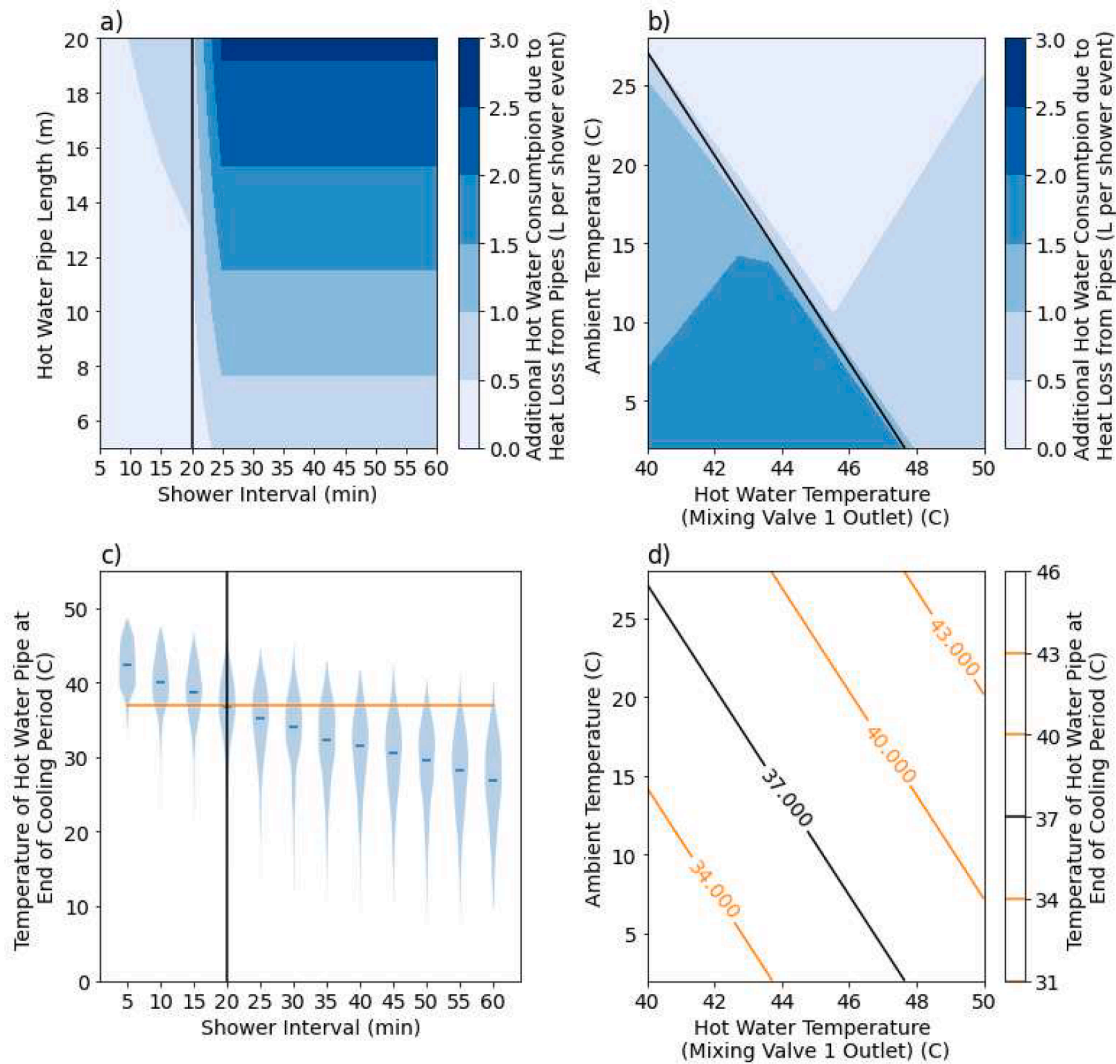 a)
20
18
16
14
12
10
8
6
Hot Water Pipe Length (m)
5 10 15 20 25 30 35 40 45 50 55 60
Shower Interval (min)
3.0
2.5
2.0
1.5
1.0
0.5
0.0
Additional Hot Water Consumtpion due to
Heat Loss from Pipes (L per shower event)
b)
25
20
15
10
5
Ambient Temperature (C)
40 42 44 46 48 50
Hot Water Temperature
(Mixing Valve 1 Outlet) (C)
3.0
2.5
2.0
1.5
1.0
0.5
0.0
Additional Hot Water Consumtpion due to
Heat Loss from Pipes (L per shower event)
c)
50
40
30
20
10
0
Temperature of Hot Water Pipe at
End of Cooling Period (C)
5 10 15 20 25 30 35 40 45 50 55 60
Shower Interval (min)
d)
25
20
15
10
5
Ambient Temperature (C)
43.000
40.000
37.000
34.000
40 42 44 46 48 50
Hot Water Temperature
(Mixing Valve 1 Outlet) (C)
46
43
40
37
34
31
Temperature of Hot Water Pipe at
End of Cooling Period (C)